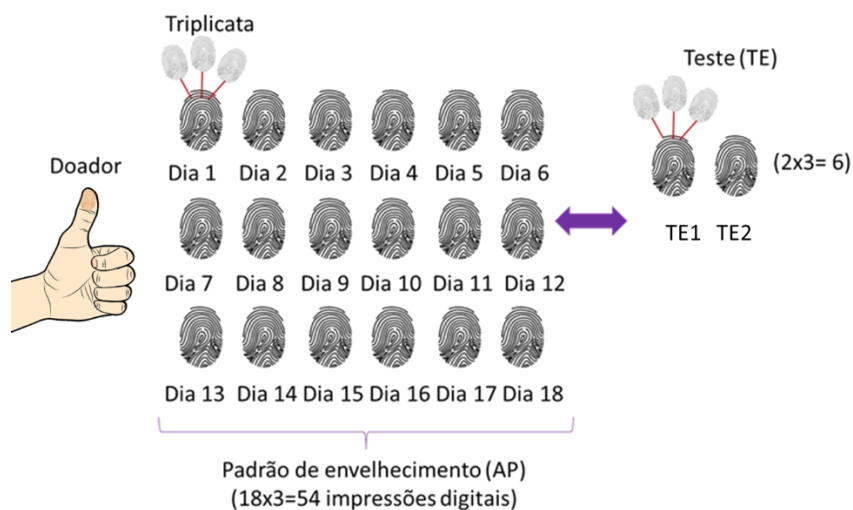 Triplicata
Teste (TE)
Doador
Dia 1 Dia 2 Dia 3 Dia 4 Dia 5 Dia 6
(2x3= 6)
TE1 TE2
Dia 7 Dia 8 Dia 9 Dia 10 Dia 11 Dia 12
Dia 13 Dia 14 Dia 15 Dia 16 Dia 17 Dia 18
Padrão de envelhecimento (AP)
(18x3=54 impressões digitais)